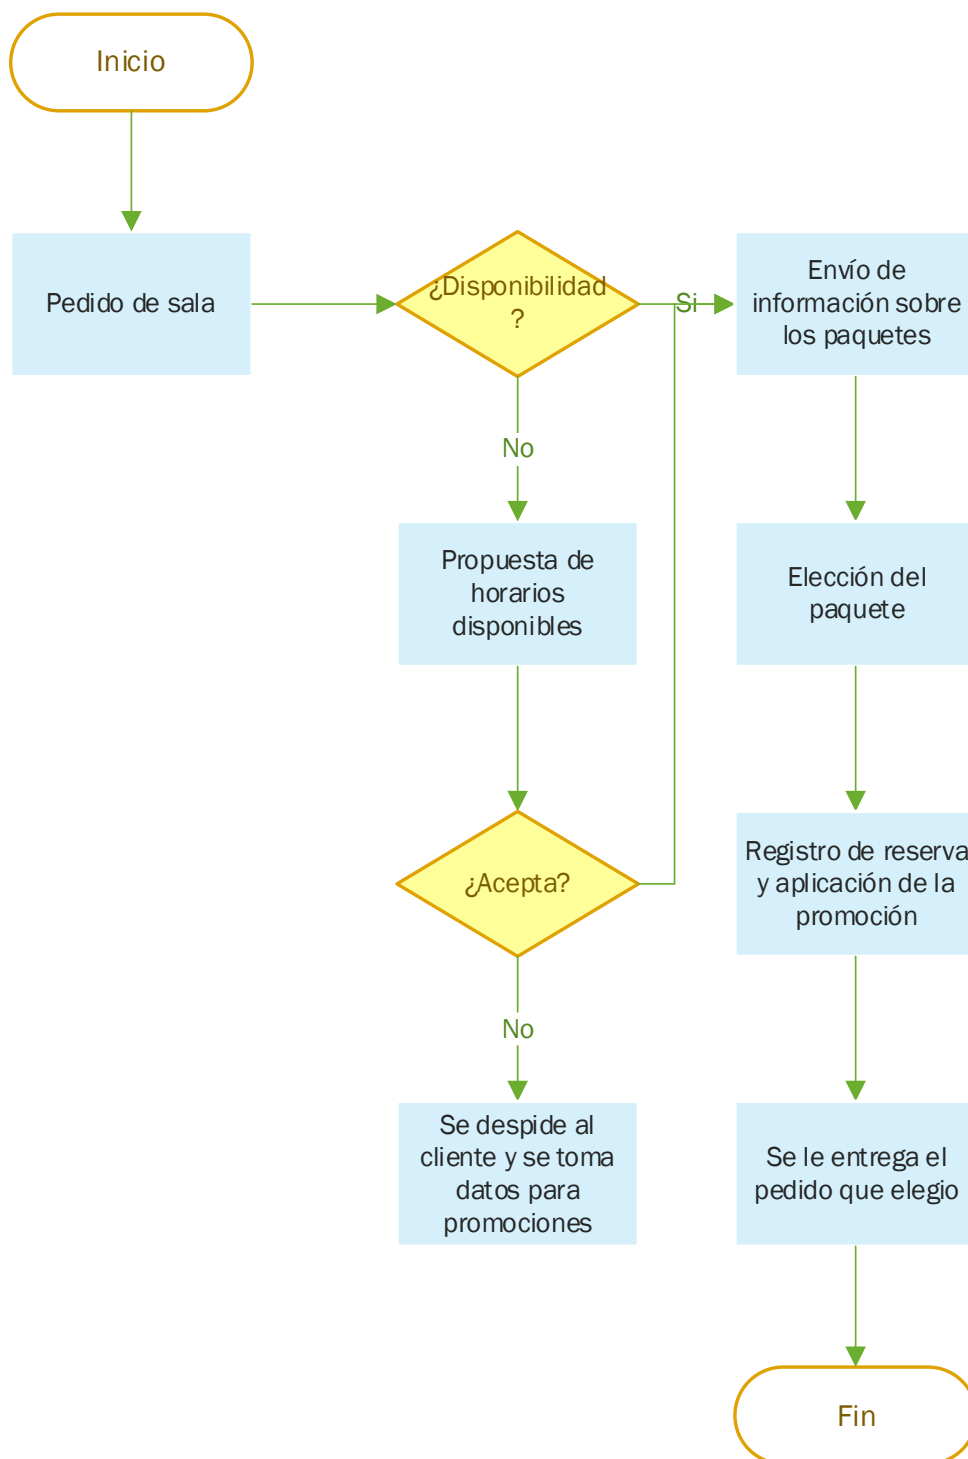 Inicio
Pedido de sala
¿Disponibilidad
?
Si
Envío de
información sobre
los paquetes
No
Propuesta de
horarios
disponibles
Elección del
paquete
¿Acepta?
Registro de reserva
y aplicación de la
promoción
No
Se despide al
cliente y se toma
datos para
promociones
Se le entrega el
pedido que elegio
Fin